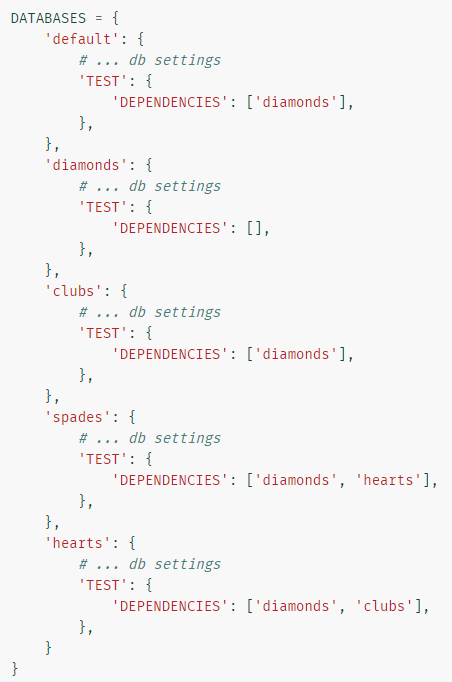 DATABASES = {
    'default': {
        # ... db settings
        'TEST': {
            'DEPENDENCIES': ['diamonds'],
        },
    },
    'diamonds': {
        # ... db settings
        'TEST': {
            'DEPENDENCIES': [],
        },
    },
    'clubs': {
        # ... db settings
        'TEST': {
            'DEPENDENCIES': ['diamonds'],
        },
    },
    'spades': {
        # ... db settings
        'TEST': {
            'DEPENDENCIES': ['diamonds', 'hearts'],
        },
    },
    'hearts': {
        # ... db settings
        'TEST': {
            'DEPENDENCIES': ['diamonds', 'clubs'],
        },
    }
}